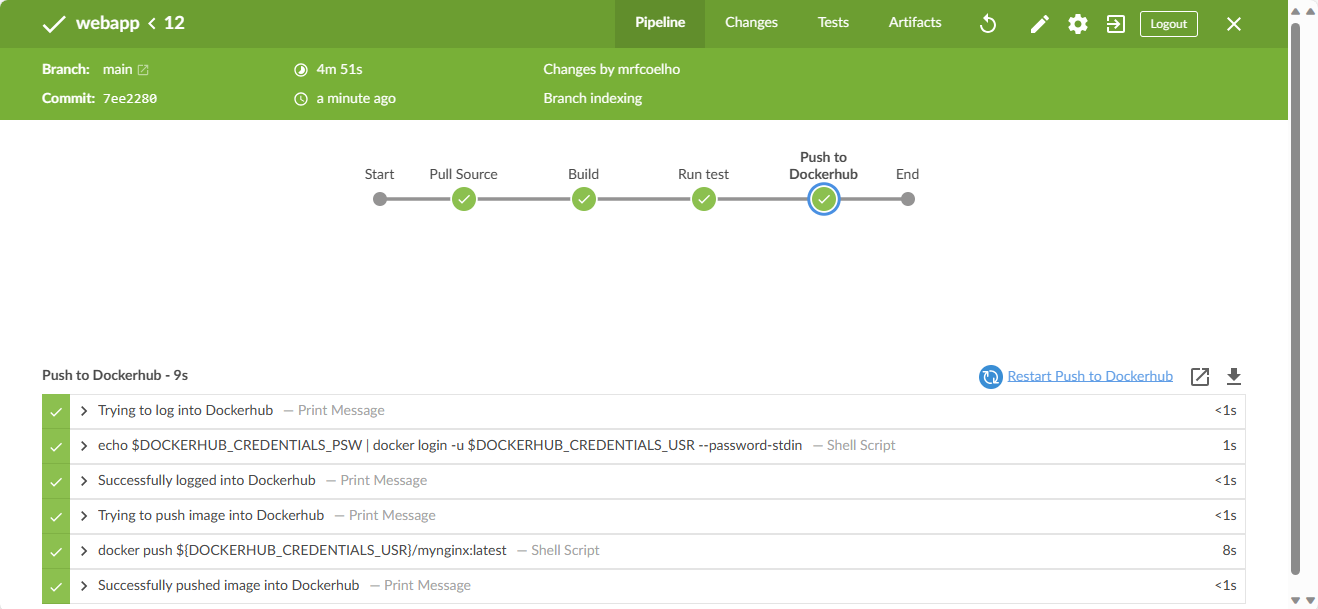 webapp < 12
Pipeline Changes Tests Artifacts Logout
Branch: main 4m 51s Changes by mrfcoelho
Commit: 7ee2280 a minute ago Branch indexing
Start Pull Source Build Run test Push to Dockerhub End
Push to Dockerhub - 9s Restart Push to Dockerhub
Trying to log into Dockerhub — Print Message <1s
echo $DOCKERHUB_CREDENTIALS_PSW | docker login -u $DOCKERHUB_CREDENTIALS_USR --password-stdin — Shell Script 1s
Successfully logged into Dockerhub — Print Message <1s
Trying to push image into Dockerhub — Print Message <1s
docker push ${DOCKERHUB_CREDENTIALS_USR}/mynginx:latest — Shell Script 8s
Successfully pushed image into Dockerhub — Print Message <1s